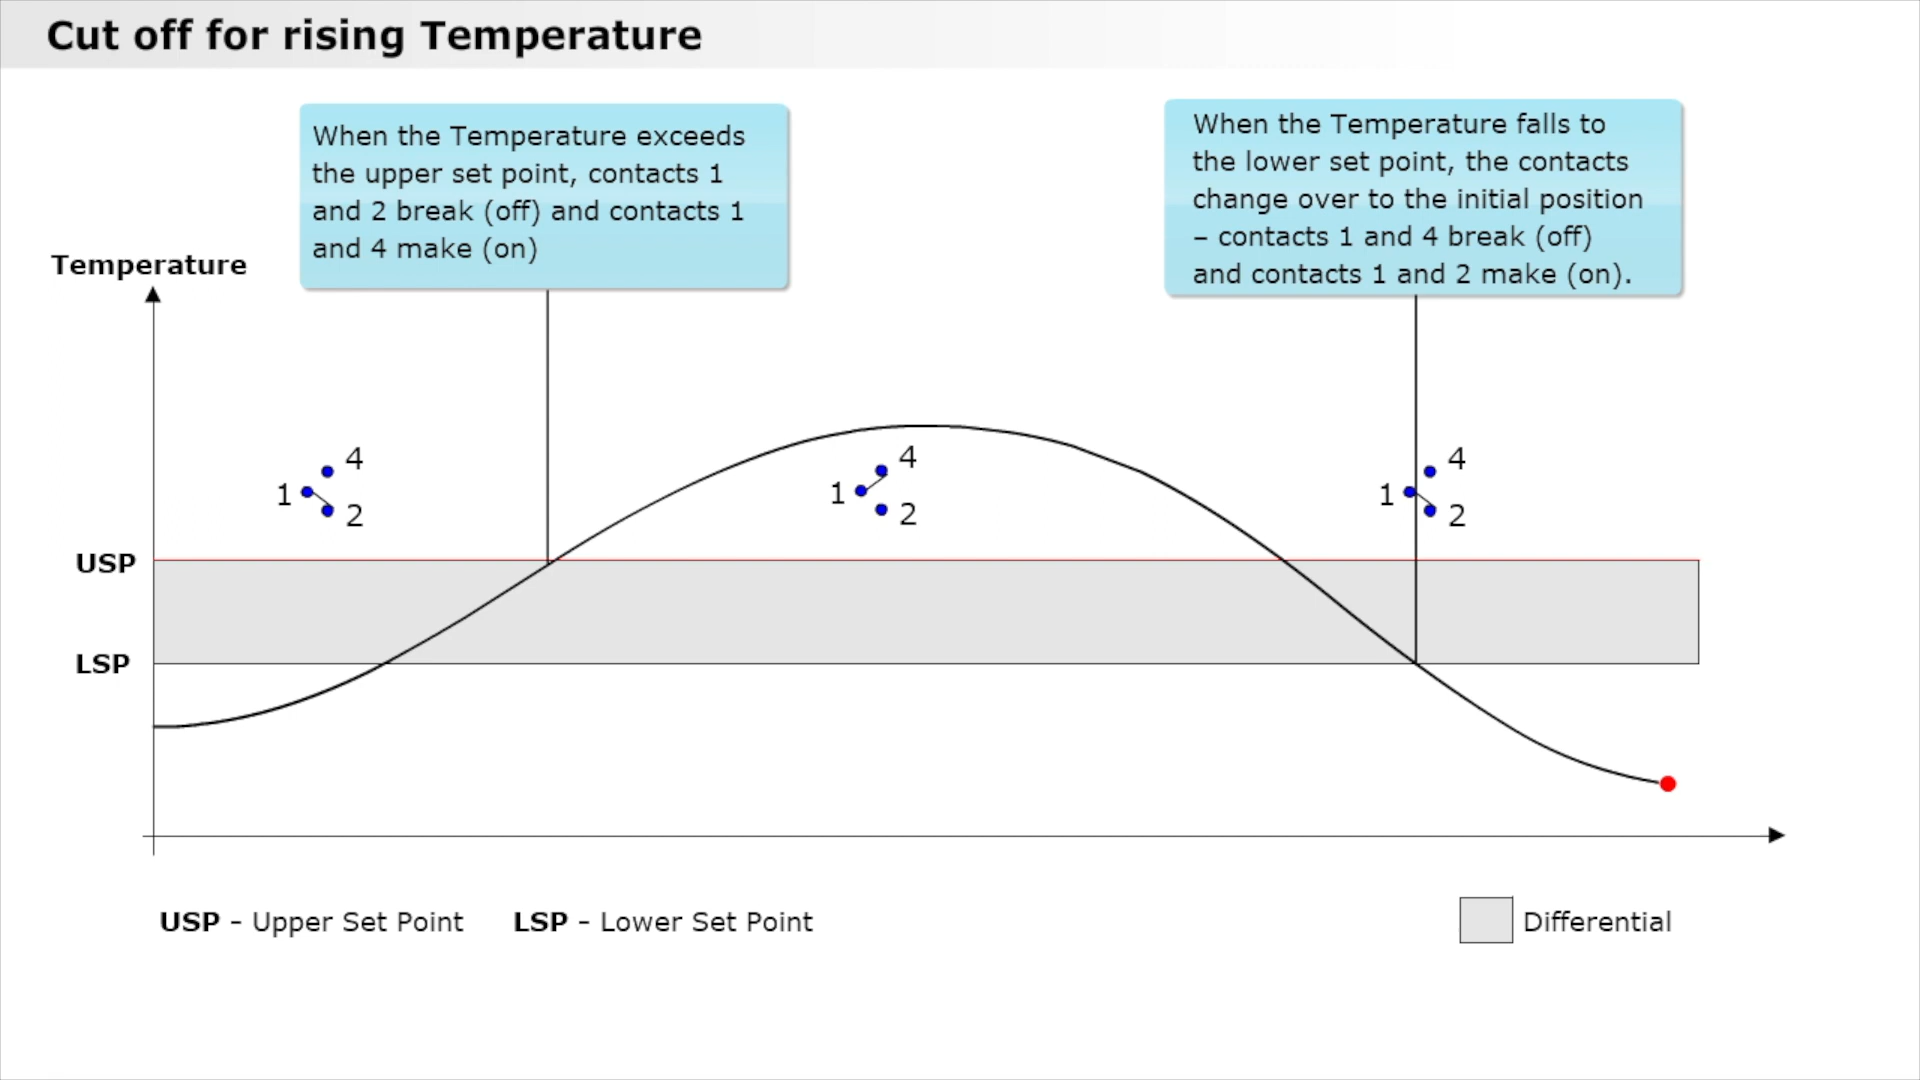 Cut off for rising Temperature
When the Temperature exceeds
the upper set point, contacts 1
and 2 break (off) and contacts 1
and 4 make (on)
When the Temperature falls to
the lower set point, the contacts
change over to the initial position
– contacts 1 and 4 break (off)
and contacts 1 and 2 make (on).
Temperature
4
1
2
4
1
2
4
1
2
USP
LSP
USP - Upper Set Point
LSP - Lower Set Point
Differential